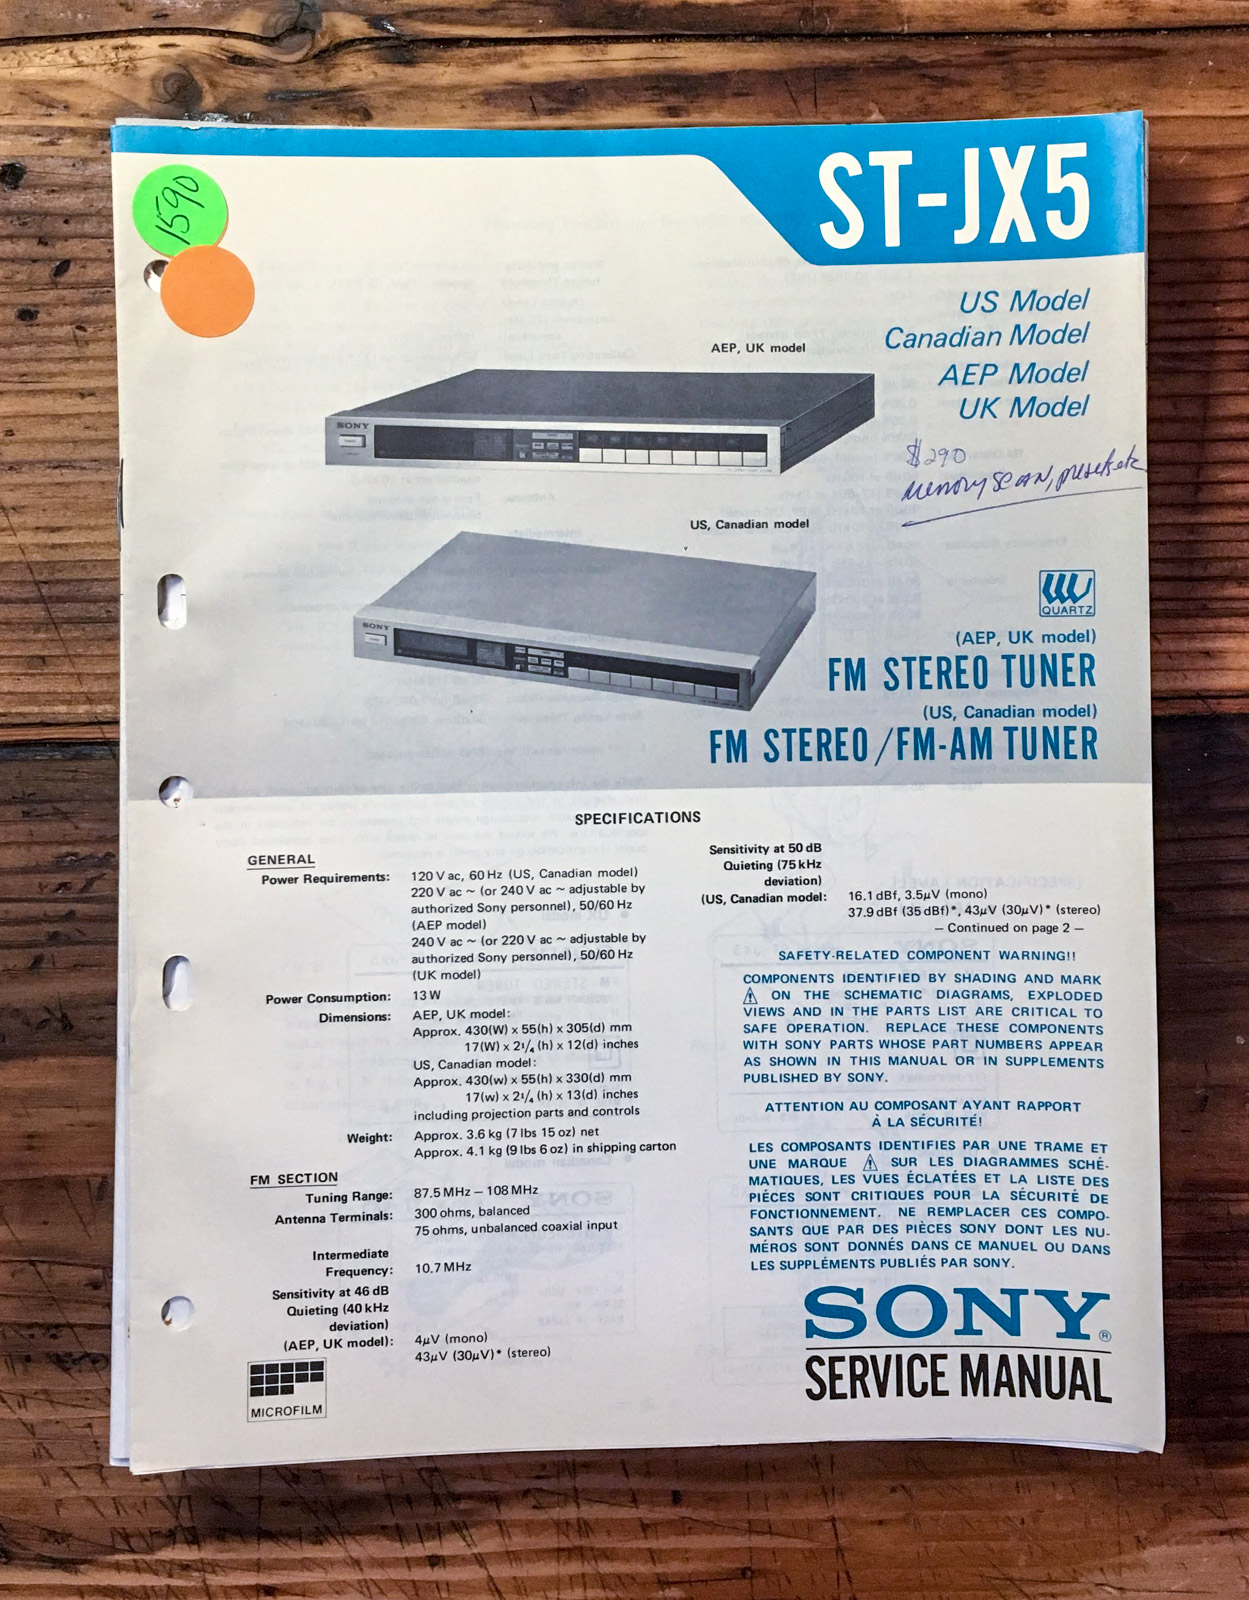 ST-JX5
1590
US Model
Canadian Model
AEP Model
UK Model
AEP, UK model
SONY
$290
memory SCAN, presets etc
US, Canadian model
SONY
QUARTZ
(AEP, UK model)
FM STEREO TUNER
(US, Canadian model)
FM STEREO/FM-AM TUNER
SPECIFICATIONS
GENERAL
Power Requirements: 120 V ac, 60 Hz (US, Canadian model)
220 V ac ~ (or 240 V ac ~ adjustable by
authorized Sony personnel), 50/60 Hz
(AEP model)
240 V ac ~ (or 220 V ac ~ adjustable by
authorized Sony personnel), 50/60 Hz
(UK model)
Power Consumption: 13 W
Dimensions: AEP, UK model:
Approx. 430(W) x 55(h) x 305(d) mm
17(W) x 2¹/₄ (h) x 12(d) inches
US, Canadian model:
Approx. 430(w) x 55(h) x 330(d) mm
17(w) x 2¹/₄ (h) x 13(d) inches
including projection parts and controls
Weight: Approx. 3.6 kg (7 lbs 15 oz) net
Approx. 4.1 kg (9 lbs 6 oz) in shipping carton
FM SECTION
Tuning Range: 87.5 MHz – 108 MHz
Antenna Terminals: 300 ohms, balanced
75 ohms, unbalanced coaxial input
Intermediate
Frequency: 10.7 MHz
Sensitivity at 46 dB
Quieting (40 kHz
deviation)
(AEP, UK model): 4µV (mono)
43µV (30µV)* (stereo)
MICROFILM
Sensitivity at 50 dB
Quieting (75 kHz
deviation)
(US, Canadian model: 16.1 dBf, 3.5µV (mono)
37.9 dBf (35 dBf)*, 43µV (30µV)* (stereo)
— Continued on page 2 —
SAFETY-RELATED COMPONENT WARNING!!
COMPONENTS IDENTIFIED BY SHADING AND MARK
⚠ ON THE SCHEMATIC DIAGRAMS, EXPLODED
VIEWS AND IN THE PARTS LIST ARE CRITICAL TO
SAFE OPERATION. REPLACE THESE COMPONENTS
WITH SONY PARTS WHOSE PART NUMBERS APPEAR
AS SHOWN IN THIS MANUAL OR IN SUPPLEMENTS
PUBLISHED BY SONY.
ATTENTION AU COMPOSANT AYANT RAPPORT
À LA SÉCURITÉ!
LES COMPOSANTS IDENTIFIÉS PAR UNE TRAME ET
UNE MARQUE ⚠ SUR LES DIAGRAMMES SCHÉ-
MATIQUES, LES VUES ÉCLATÉES ET LA LISTE DES
PIÉCES SONT CRITIQUES POUR LA SÉCURITÉ DE
FONCTIONNEMENT. NE REMPLACER CES COMPO-
SANTS QUE PAR DES PIÈCES SONY DONT LES NU-
MÉROS SONT DONNÉS DANS CE MANUEL OU DANS
LES SUPPLÉMENTS PUBLIÉS PAR SONY.
SONY®
SERVICE MANUAL